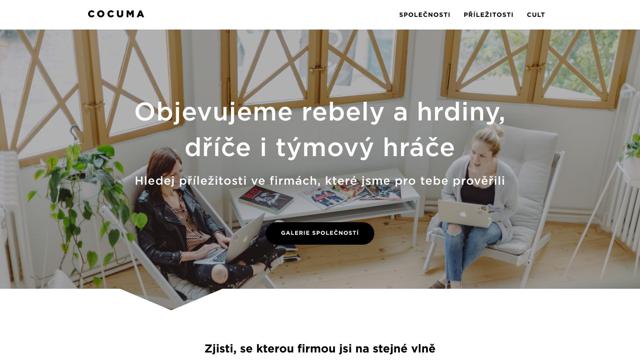 COCUMA
SPOLEČNOSTI PŘÍLEŽITOSTI CULT
Objevujeme rebely a hrdiny,
dříče i týmový hráče
Hledej příležitosti ve firmách, které jsme pro tebe prověřili
GALERIE SPOLEČNOSTÍ
Zjisti, se kterou firmou jsi na stejné vlně